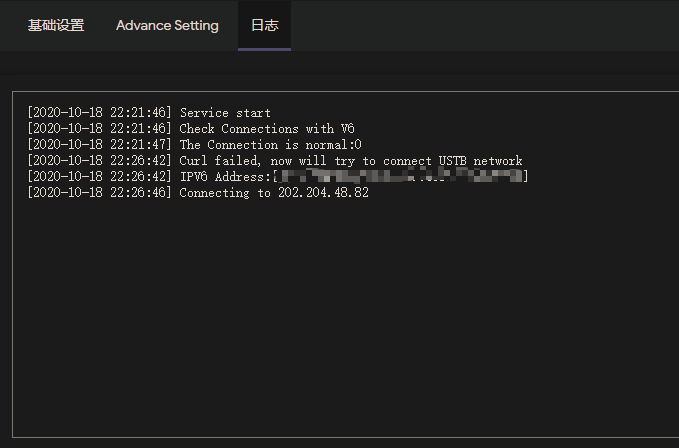 基础设置 Advance Setting 日志
[2020-10-18 22:21:46] Service start
[2020-10-18 22:21:46] Check Connections with V6
[2020-10-18 22:21:47] The Connection is normal:0
[2020-10-18 22:26:42] Curl failed, now will try to connect USTB network
[2020-10-18 22:26:42] IPV6 Address:[ ]
[2020-10-18 22:26:46] Connecting to 202.204.48.82